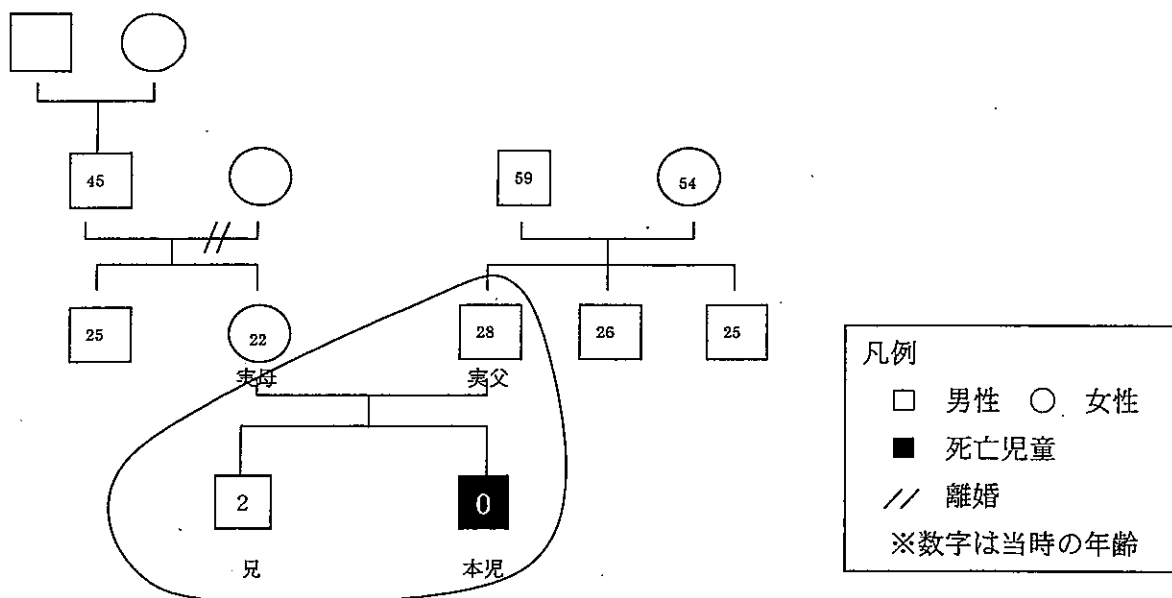 45
59
54
25
22
28
26
25
実母
実父
2
0
兄
本児
凡例
□ 男性 ○ 女性
■ 死亡児童
// 離婚
※数字は当時の年齢